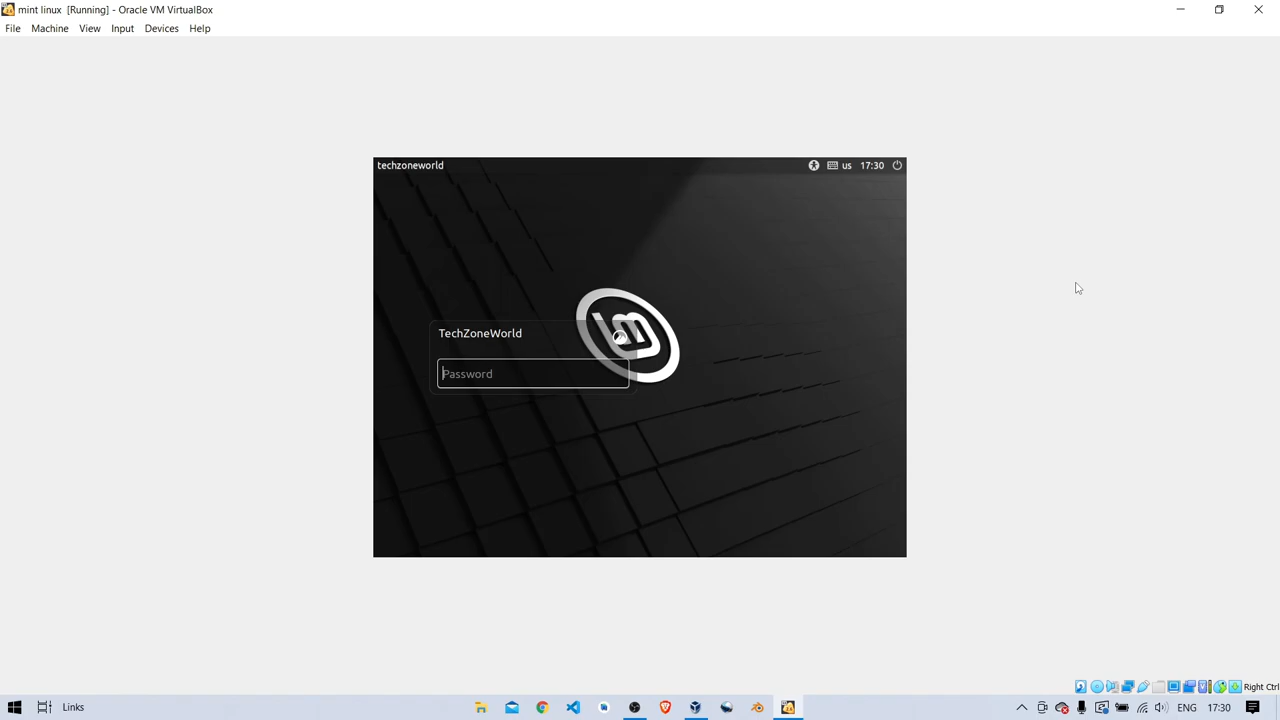 mint linux [Running] - Oracle VM VirtualBox
File Machine View Input Devices Help
techzoneworld us 17:30
TechZoneWorld
Password
Right Ctrl
Links ENG 17:30